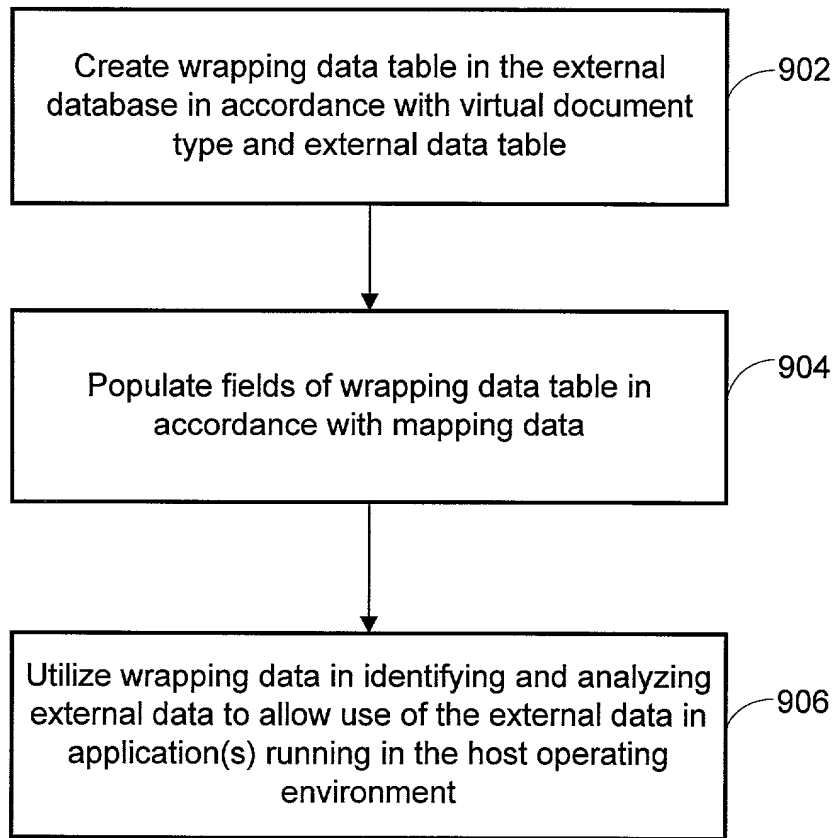 Create wrapping data table in the external
database in accordance with virtual document
type and external data table
902
Populate fields of wrapping data table in
accordance with mapping data
904
Utilize wrapping data in identifying and analyzing
external data to allow use of the external data in
application(s) running in the host operating
environment
906